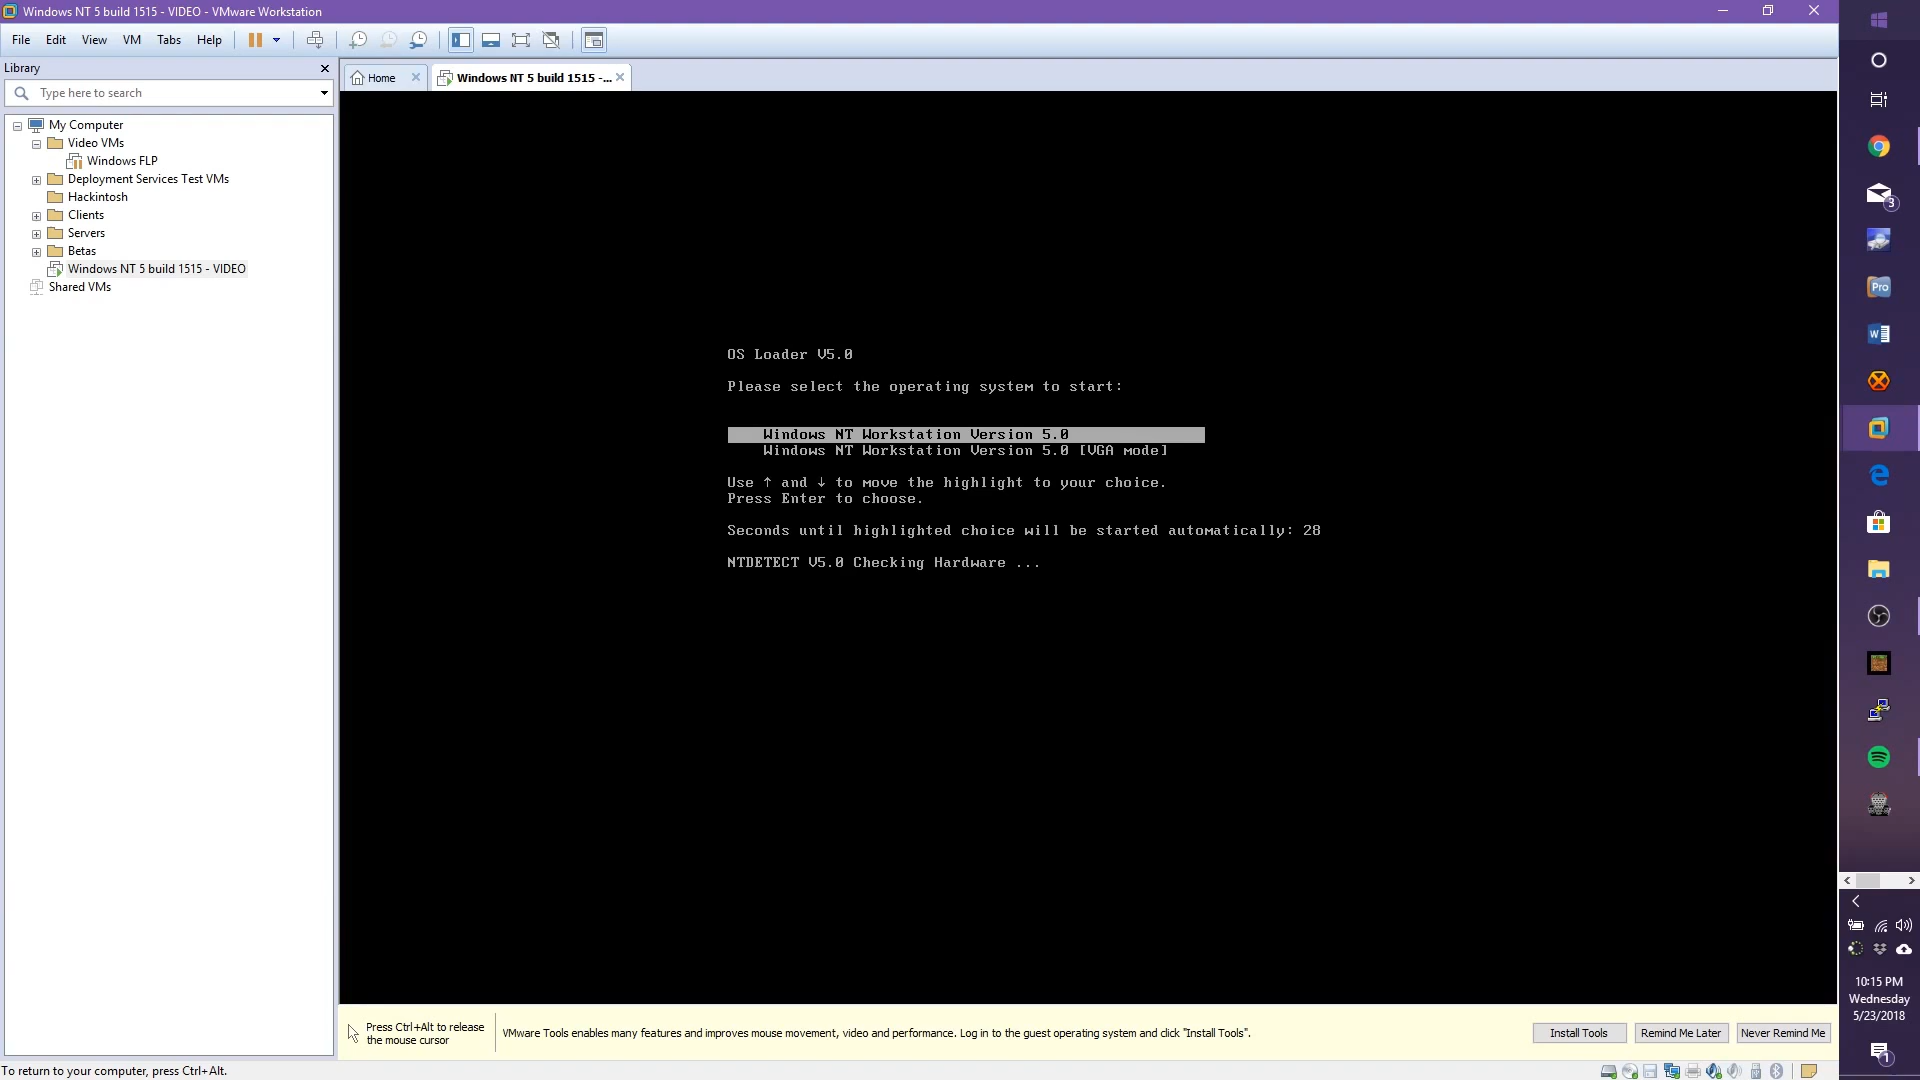 Windows NT 5 build 1515 - VIDEO - VMware Workstation
File Edit View VM Tabs Help
Library
Type here to search
My Computer
Video VMs
Windows FLP
Deployment Services Test VMs
Hackintosh
Clients
Servers
Betas
Windows NT 5 build 1515 - VIDEO
Shared VMs
Home
Windows NT 5 build 1515 -...
OS Loader V5.0
Please select the operating system to start:
Windows NT Workstation Version 5.0
Windows NT Workstation Version 5.0 [VGA mode]
Use ↑ and ↓ to move the highlight to your choice.
Press Enter to choose.
Seconds until highlighted choice will be started automatically: 28
NTDETECT V5.0 Checking Hardware ...
Press Ctrl+Alt to release
the mouse cursor
VMware Tools enables many features and improves mouse movement, video and performance. Log in to the guest operating system and click "Install Tools".
Install Tools
Remind Me Later
Never Remind Me
To return to your computer, press Ctrl+Alt.
3
Pro
W
10:15 PM
Wednesday
5/23/2018
1